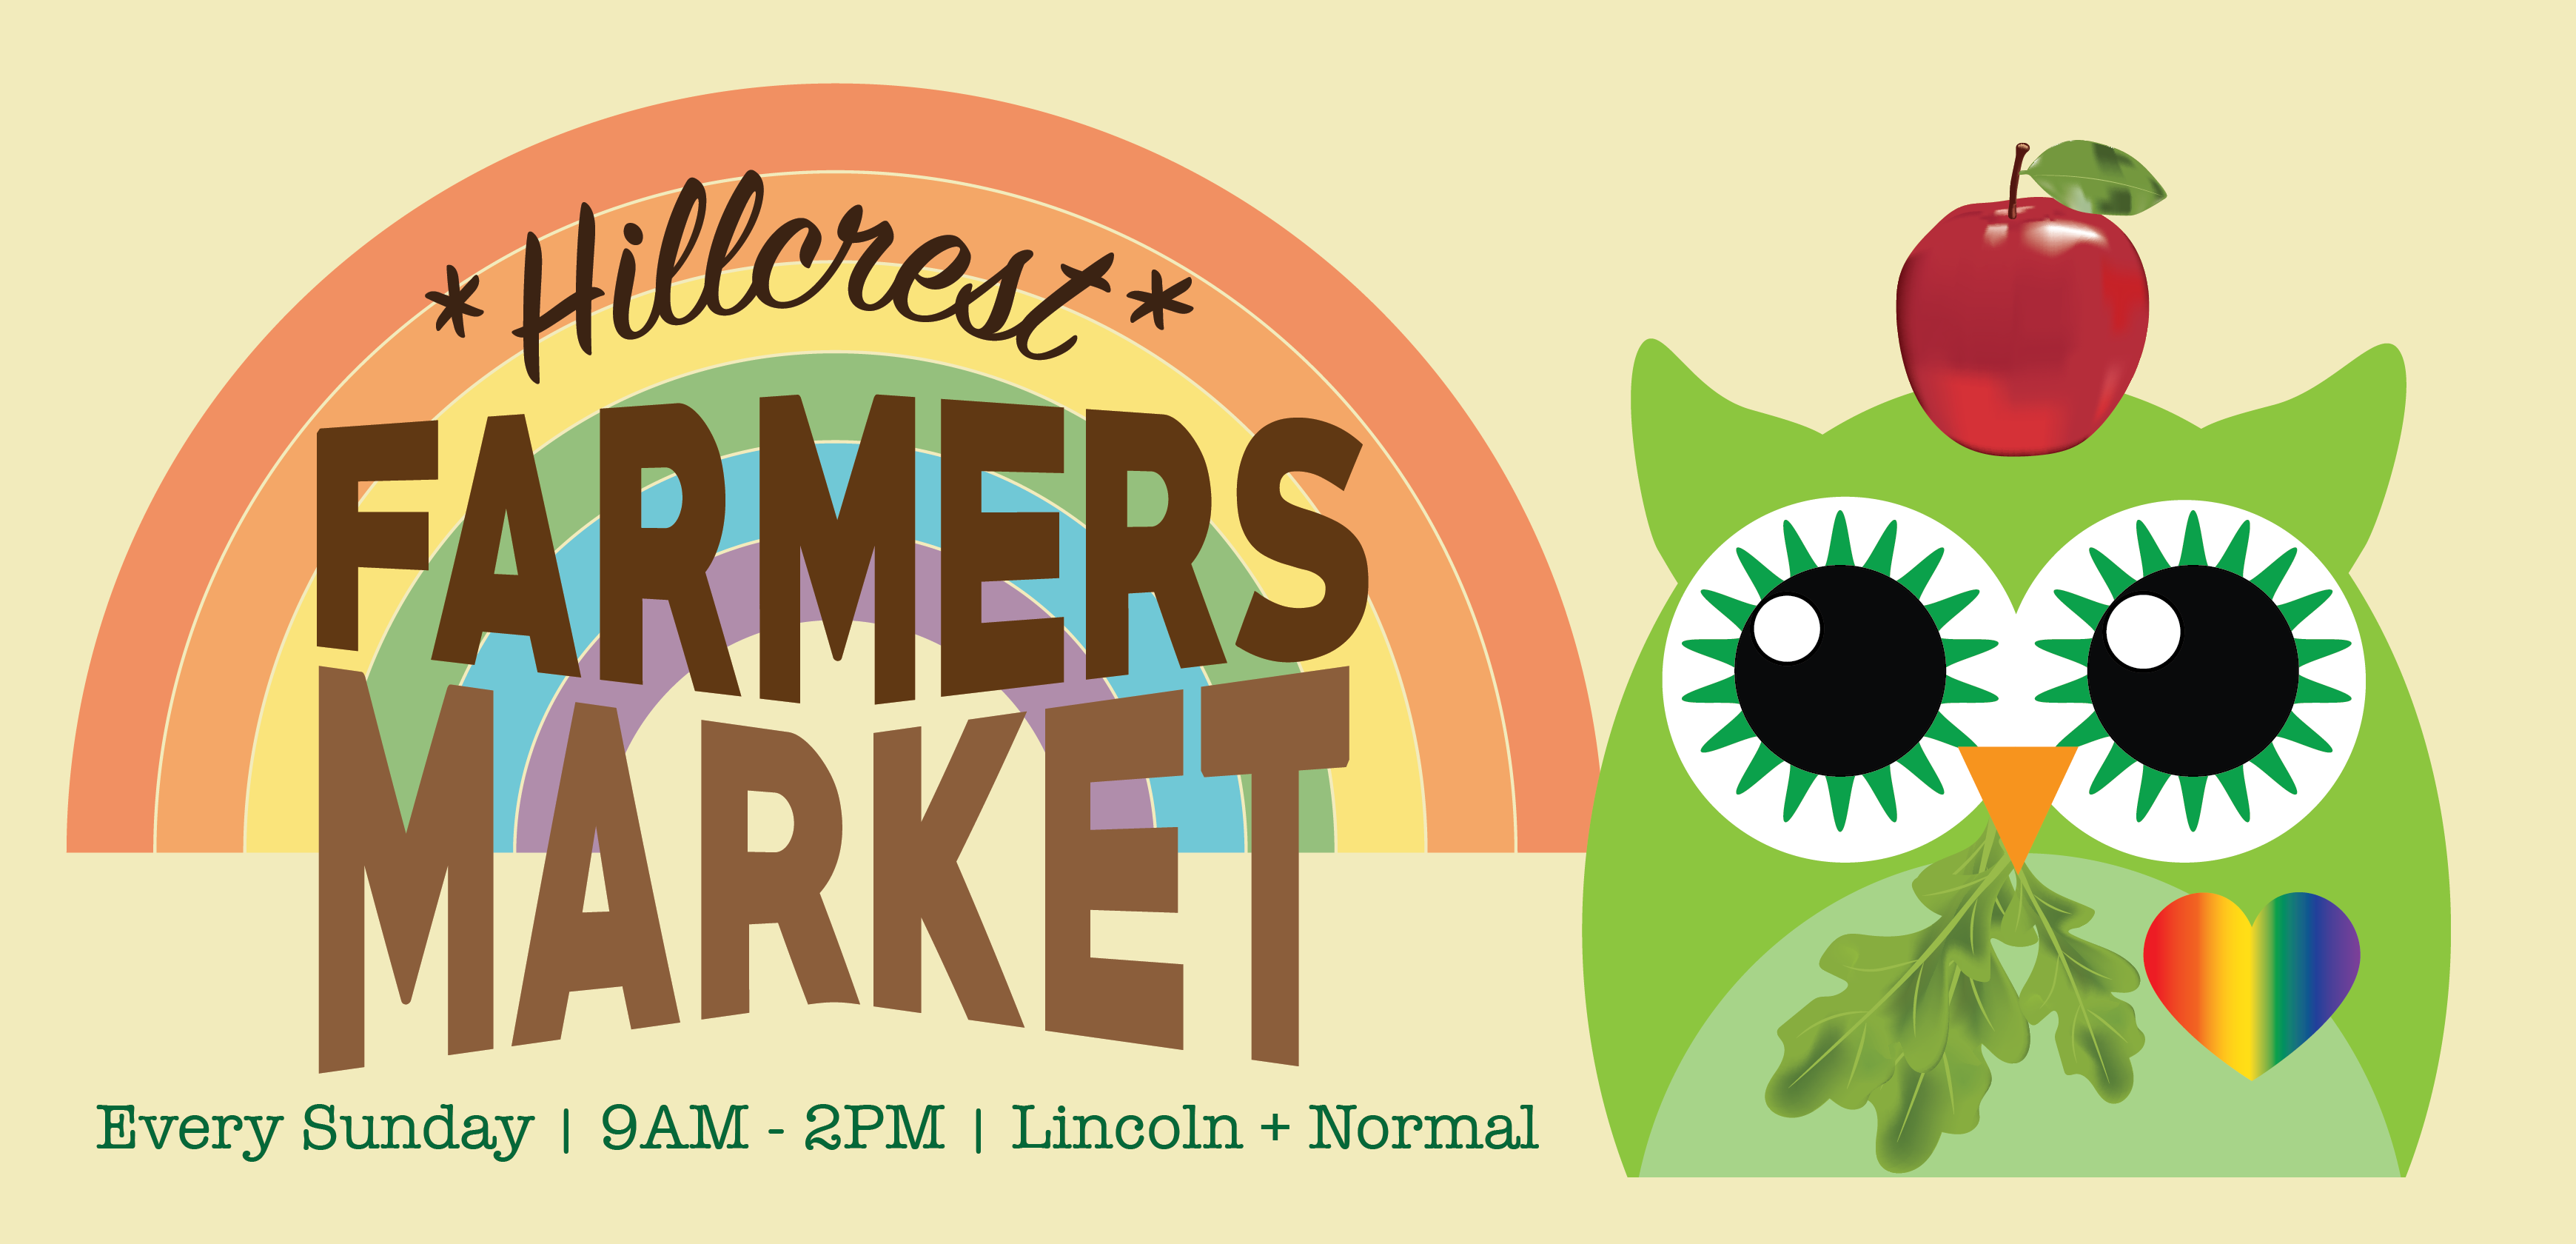 * Hillcrest *
FARMERS
MARKET
Every Sunday | 9AM - 2PM | Lincoln + Normal